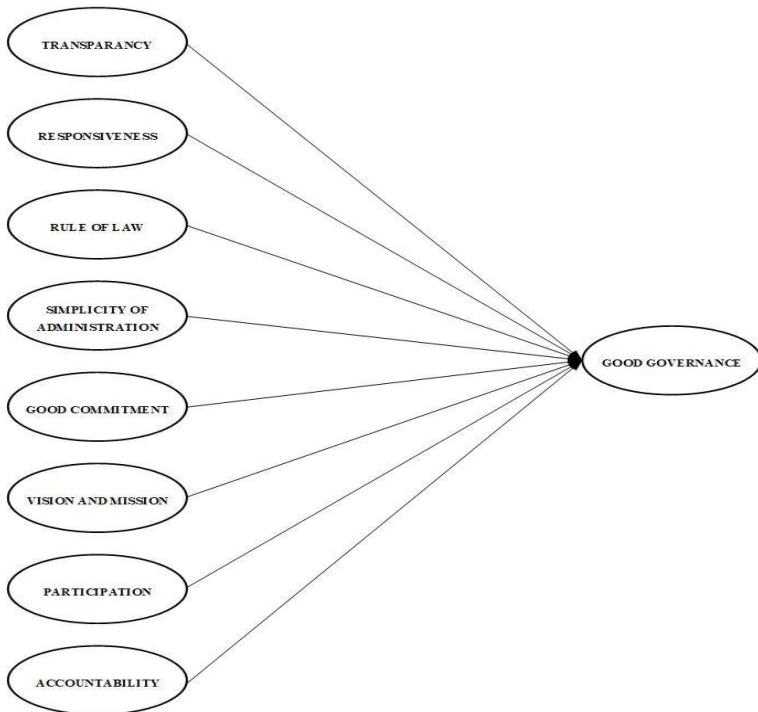 TRANSPARANCY
RESPONSIVENESS
RULE OF LAW
SIMPLICITY OF
ADMINISTRATION
GOOD GOVERNANCE
GOOD COMMITMENT
VISION AND MISSION
PARTICIPATION
ACCOUNTABILITY